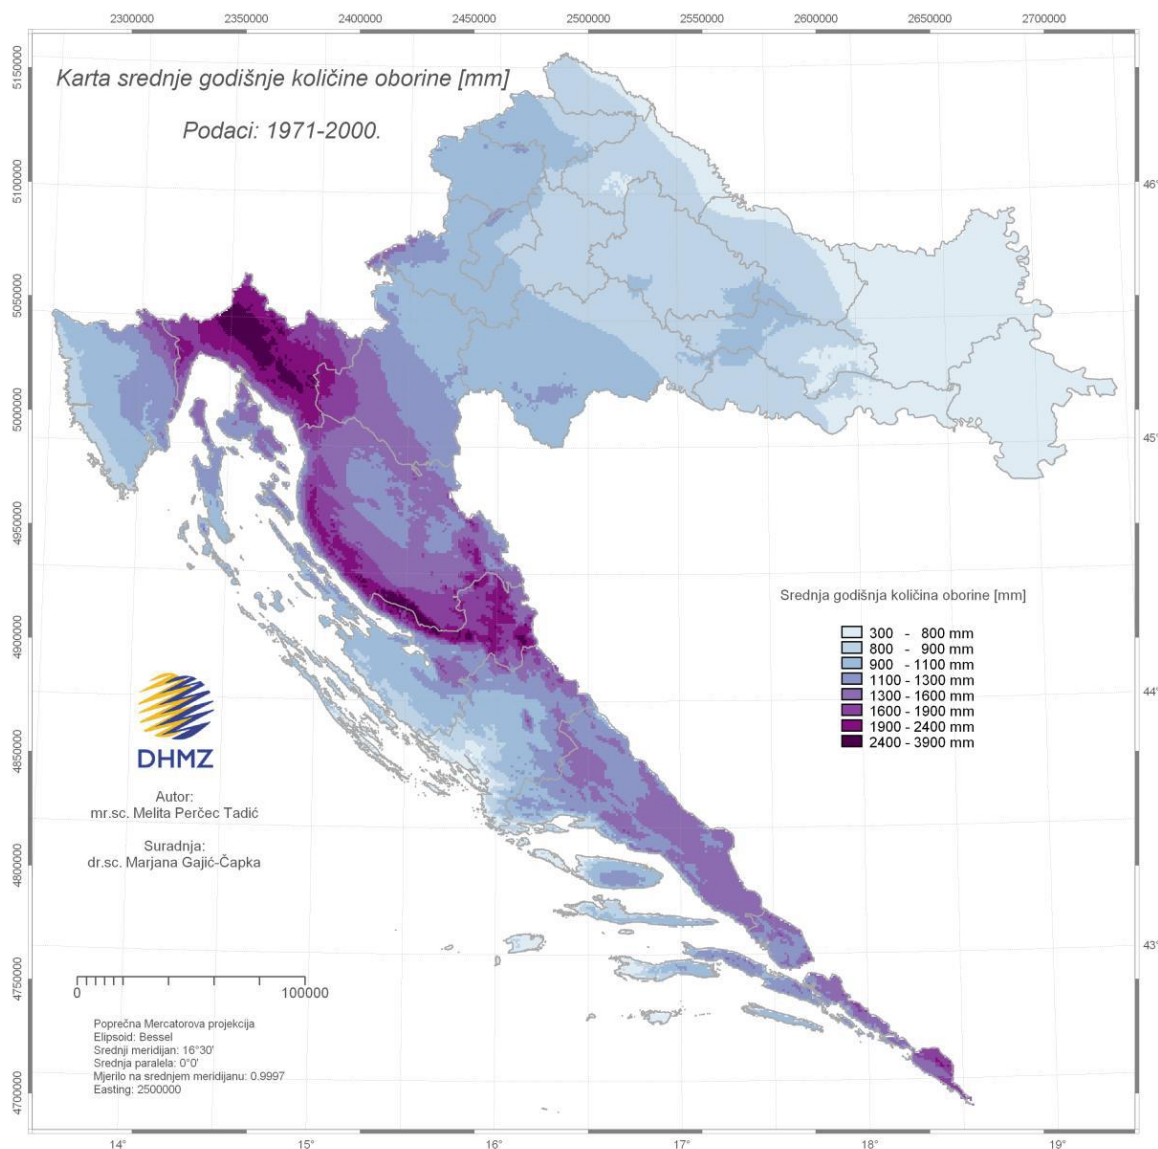 2300000 2350000 2400000 2450000 2500000 2550000 2600000 2650000 2700000
Karta srednje godišnje količine oborine [mm]
Podaci: 1971-2000.
5150000
5100000
5050000
5000000
4950000
4900000
4850000
4800000
4750000
4700000
46°
45°
44°
43°
Srednja godišnja količina oborine [mm]
300 - 800 mm
800 - 900 mm
900 - 1100 mm
1100 - 1300 mm
1300 - 1600 mm
1600 - 1900 mm
1900 - 2400 mm
2400 - 3900 mm
DHMZ
Autor:
mr.sc. Melita Perčec Tadić
Suradnja:
dr.sc. Marjana Gajić-Čapka
0 100000
Poprečna Mercatorova projekcija
Elipsoid: Bessel
Srednji meridijan: 16°30'
Srednja paralela: 0°0'
Mjerilo na srednjem meridijanu: 0.9997
Easting: 2500000
14° 15° 16° 17° 18° 19°